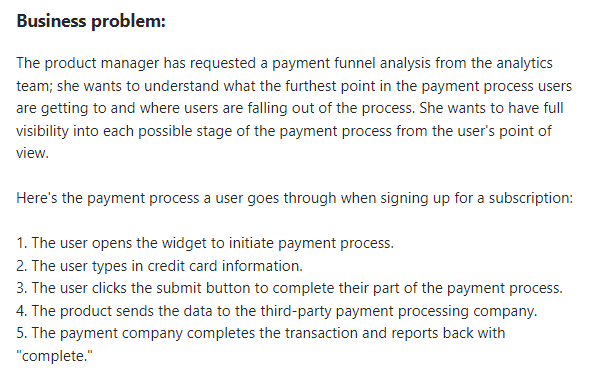 Business problem:
The product manager has requested a payment funnel analysis from the analytics
team; she wants to understand what the furthest point in the payment process users
are getting to and where users are falling out of the process. She wants to have full
visibility into each possible stage of the payment process from the user's point of
view.
Here's the payment process a user goes through when signing up for a subscription:
1. The user opens the widget to initiate payment process.
2. The user types in credit card information.
3. The user clicks the submit button to complete their part of the payment process.
4. The product sends the data to the third-party payment processing company.
5. The payment company completes the transaction and reports back with
"complete."